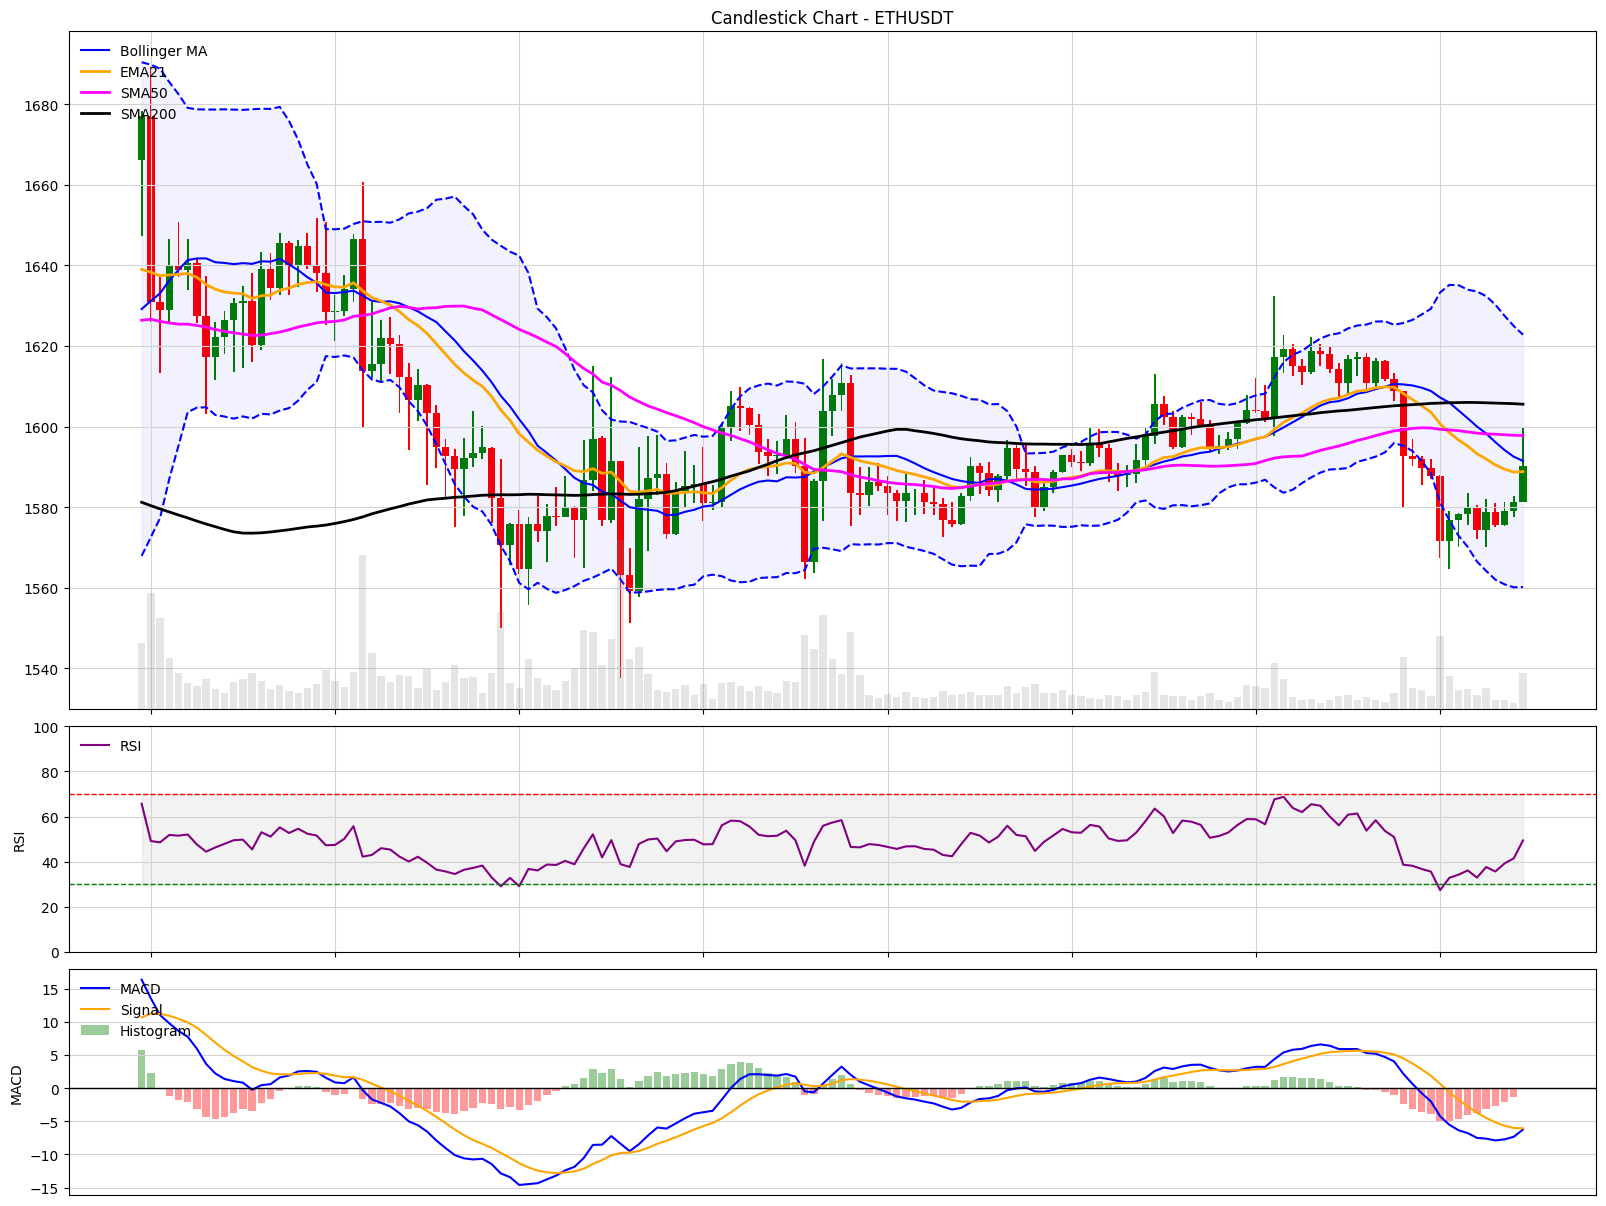 Candlestick Chart - ETHUSDT
Bollinger MA
EMA21
SMA50
SMA200
1680
1660
1640
1620
1600
1580
1560
1540
100
RSI
80
60
RSI
40
20
0
MACD
15
Signal
10
Histogram
5
MACD
0
−5
−10
−15